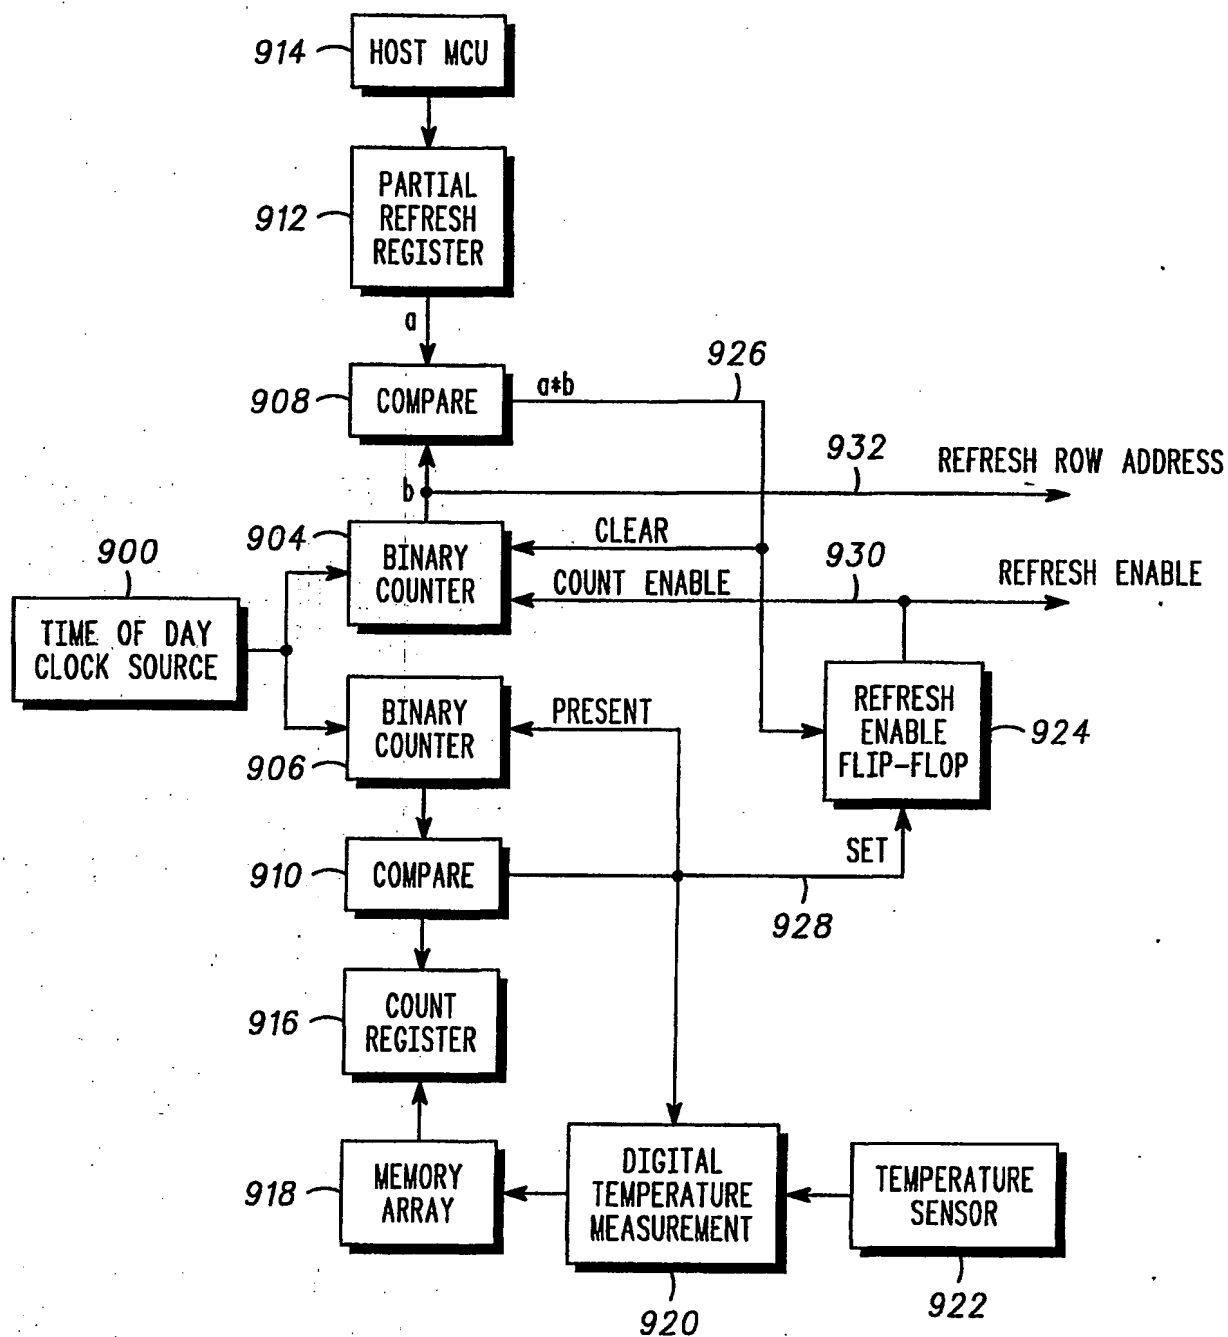 914
HOST MCU
912
PARTIAL
REFRESH
REGISTER
a
926
908
COMPARE
a*b
932
REFRESH ROW ADDRESS
b
904
BINARY
COUNTER
CLEAR
930
REFRESH ENABLE
COUNT ENABLE
900
TIME OF DAY
CLOCK SOURCE
906
BINARY
COUNTER
PRESENT
REFRESH
ENABLE
FLIP-FLOP
924
910
COMPARE
SET
928
916
COUNT
REGISTER
918
MEMORY
ARRAY
DIGITAL
TEMPERATURE
MEASUREMENT
920
TEMPERATURE
SENSOR
922